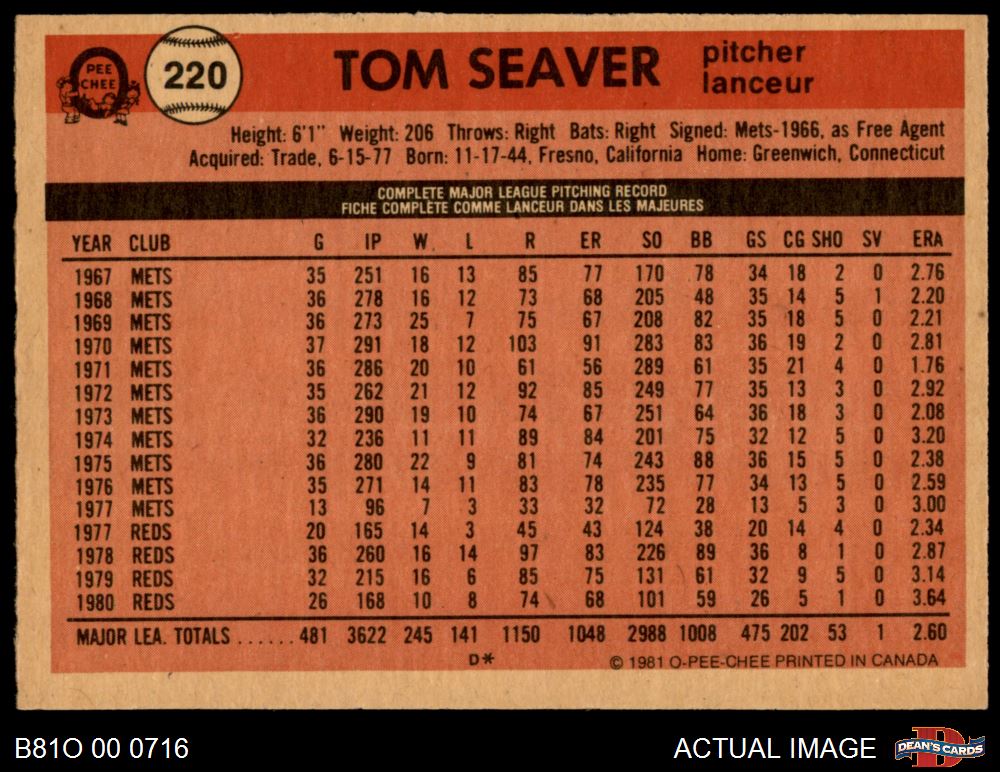 O PEE CHEE
220
TOM SEAVER
pitcher
lanceur
Height: 6'1" Weight: 206 Throws: Right Bats: Right Signed: Mets-1966, as Free Agent
Acquired: Trade, 6-15-77 Born: 11-17-44, Fresno, California Home: Greenwich, Connecticut
COMPLETE MAJOR LEAGUE PITCHING RECORD
FICHE COMPLÈTE COMME LANCEUR DANS LES MAJEURES
YEAR CLUB G IP W L R ER SO BB GS CG SHO SV ERA
1967 METS 35 251 16 13 85 77 170 78 34 18 2 0 2.76
1968 METS 36 278 16 12 73 68 205 48 35 14 5 1 2.20
1969 METS 36 273 25 7 75 67 208 82 35 18 5 0 2.21
1970 METS 37 291 18 12 103 91 283 83 36 19 2 0 2.81
1971 METS 36 286 20 10 61 56 289 61 35 21 4 0 1.76
1972 METS 35 262 21 12 92 85 249 77 35 13 3 0 2.92
1973 METS 36 290 19 10 74 67 251 64 36 18 3 0 2.08
1974 METS 32 236 11 11 89 84 201 75 32 12 5 0 3.20
1975 METS 36 280 22 9 81 74 243 88 36 15 5 0 2.38
1976 METS 35 271 14 11 83 78 235 77 34 13 5 0 2.59
1977 METS 13 96 7 3 33 32 72 28 13 5 3 0 3.00
1977 REDS 20 165 14 3 45 43 124 38 20 14 4 0 2.34
1978 REDS 36 260 16 14 97 83 226 89 36 8 1 0 2.87
1979 REDS 32 215 16 6 85 75 131 61 32 9 5 0 3.14
1980 REDS 26 168 10 8 74 68 101 59 26 5 1 0 3.64
MAJOR LEA. TOTALS ...... 481 3622 245 141 1150 1048 2988 1008 475 202 53 1 2.60
D* © 1981 O-PEE-CHEE PRINTED IN CANADA
B81O 00 0716
ACTUAL IMAGE
D
DEAN'S CARDS